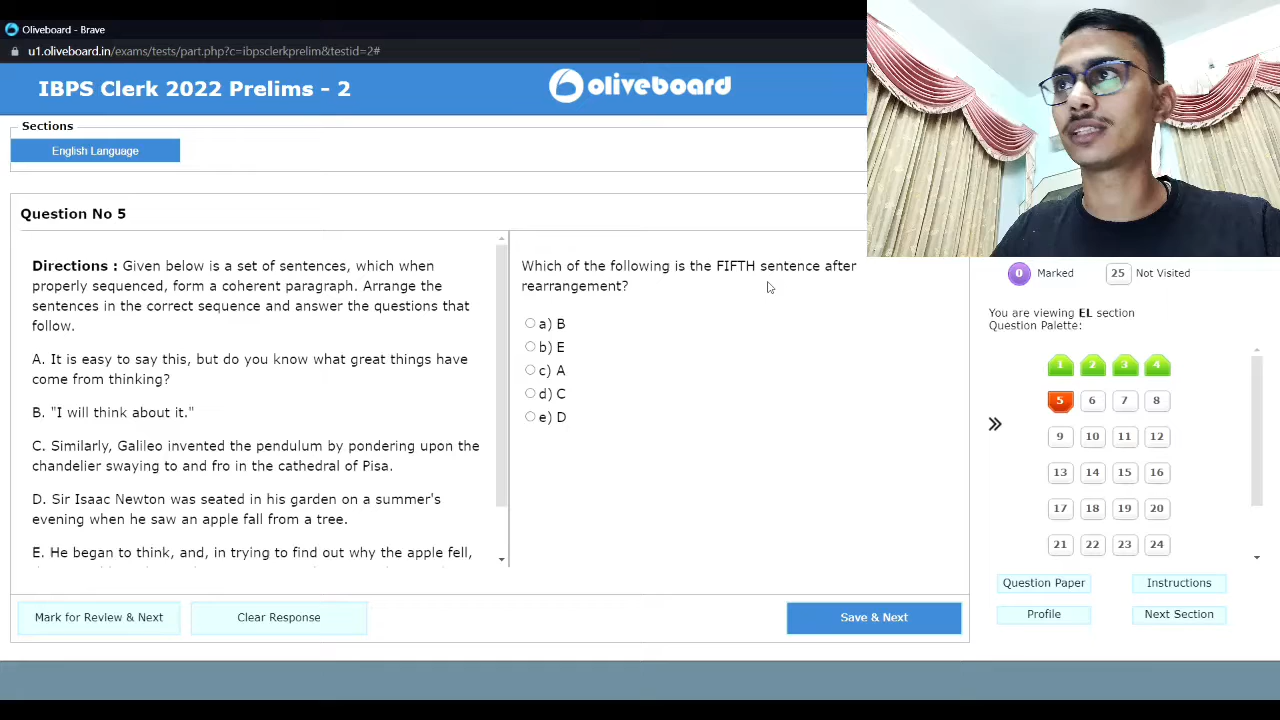 Oliveboard - Brave
u1.oliveboard.in/exams/tests/part.php?c=ibpsclerkprelim&testid=2#
IBPS Clerk 2022 Prelims - 2
oliveboard
Sections
English Language
Question No 5
Directions : Given below is a set of sentences, which when
properly sequenced, form a coherent paragraph. Arrange the
sentences in the correct sequence and answer the questions that
follow.
A. It is easy to say this, but do you know what great things have
come from thinking?
B. "I will think about it."
C. Similarly, Galileo invented the pendulum by pondering upon the
chandelier swaying to and fro in the cathedral of Pisa.
D. Sir Isaac Newton was seated in his garden on a summer's
evening when he saw an apple fall from a tree.
E. He began to think, and, in trying to find out why the apple fell,
Which of the following is the FIFTH sentence after
rearrangement?
a) B
b) E
c) A
d) C
e) D
Mark for Review & Next
Clear Response
Save & Next
0 Marked 25 Not Visited
You are viewing EL section
Question Palette:
1 2 3 4
5 6 7 8
9 10 11 12
13 14 15 16
17 18 19 20
21 22 23 24
Question Paper Instructions
Profile Next Section